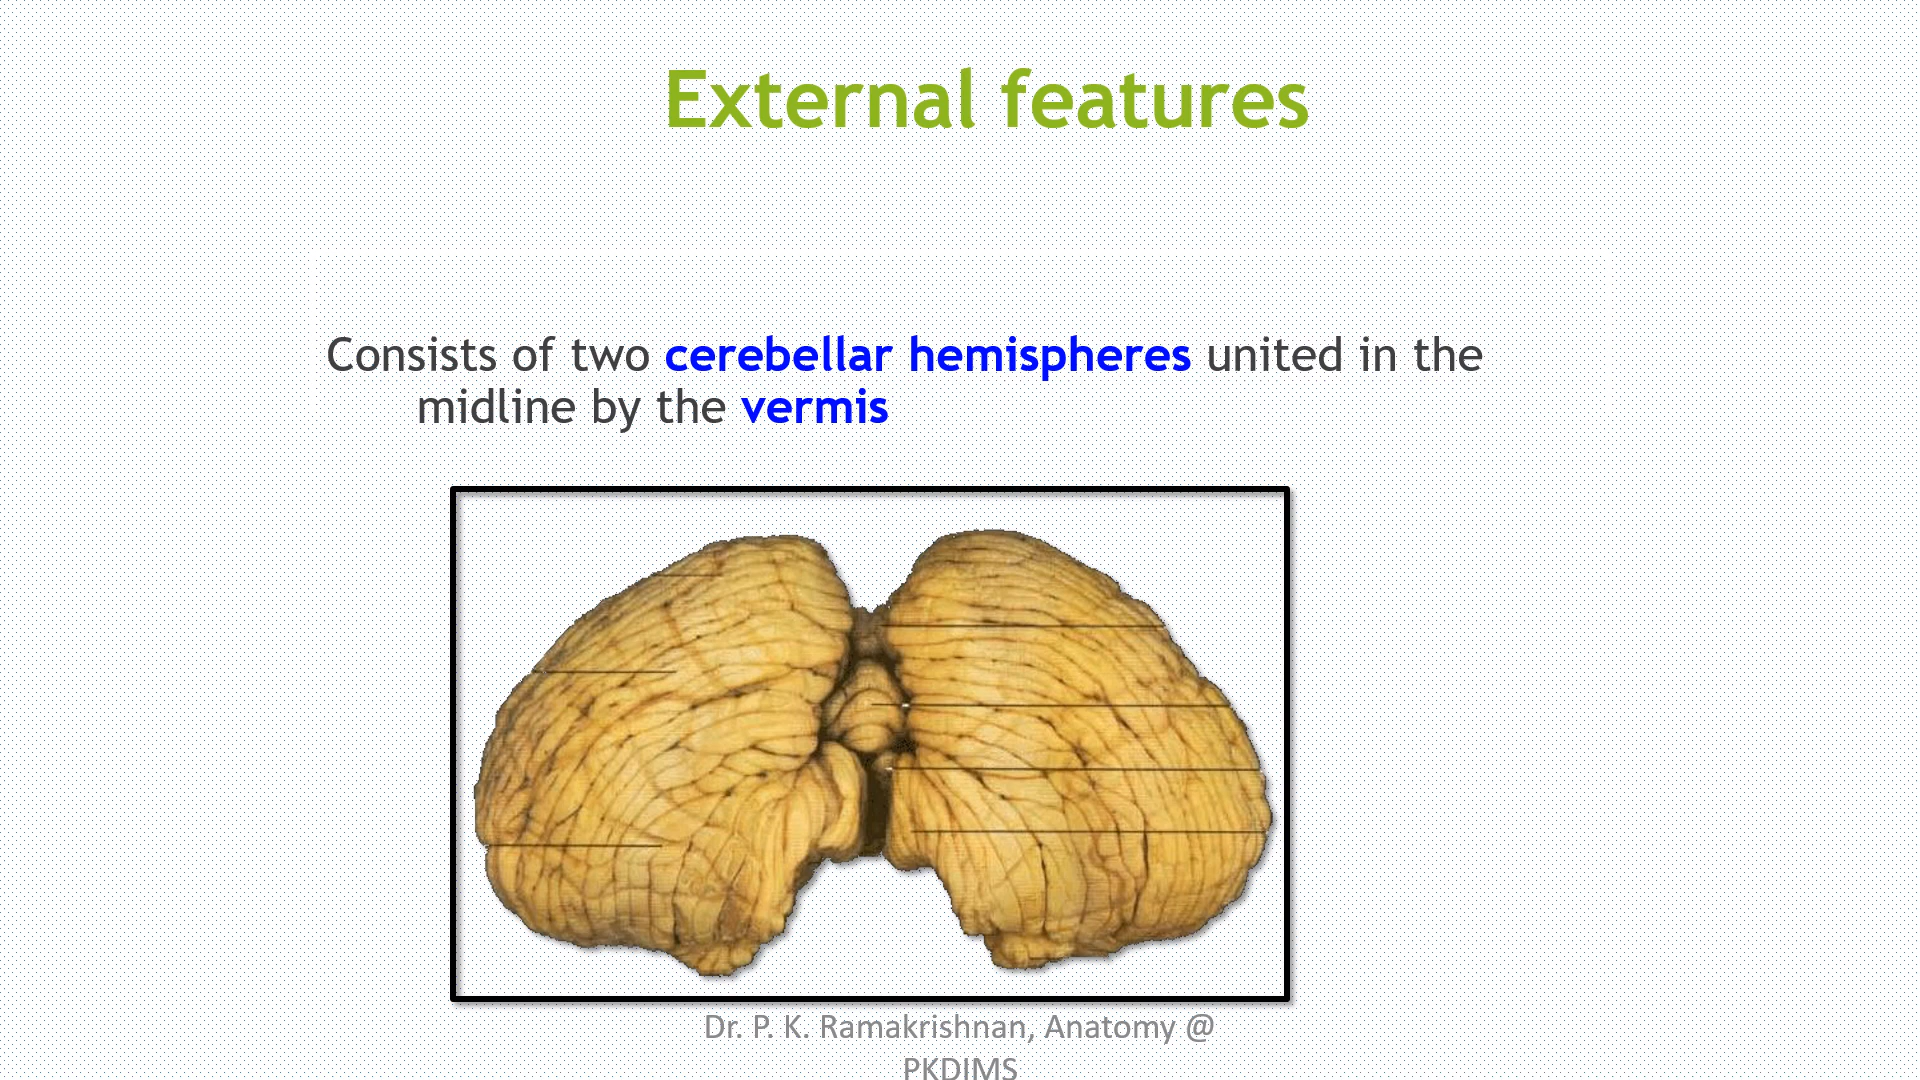 External features
Consists of two cerebellar hemispheres united in the
midline by the vermis
Dr. P. K. Ramakrishnan, Anatomy @
PKDIMS